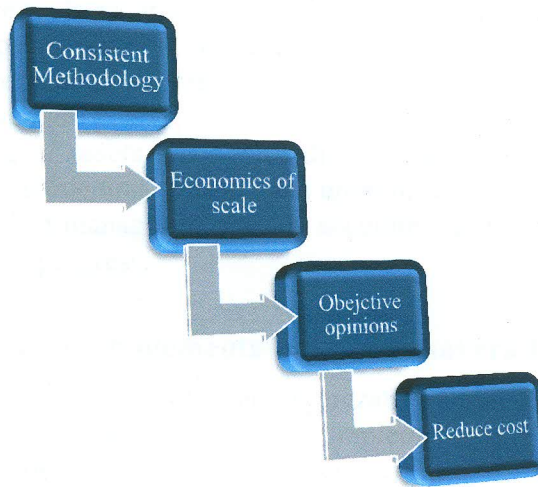 Consistent
Methodology
Economics of
scale
Obejctive
opinions
Reduce cost